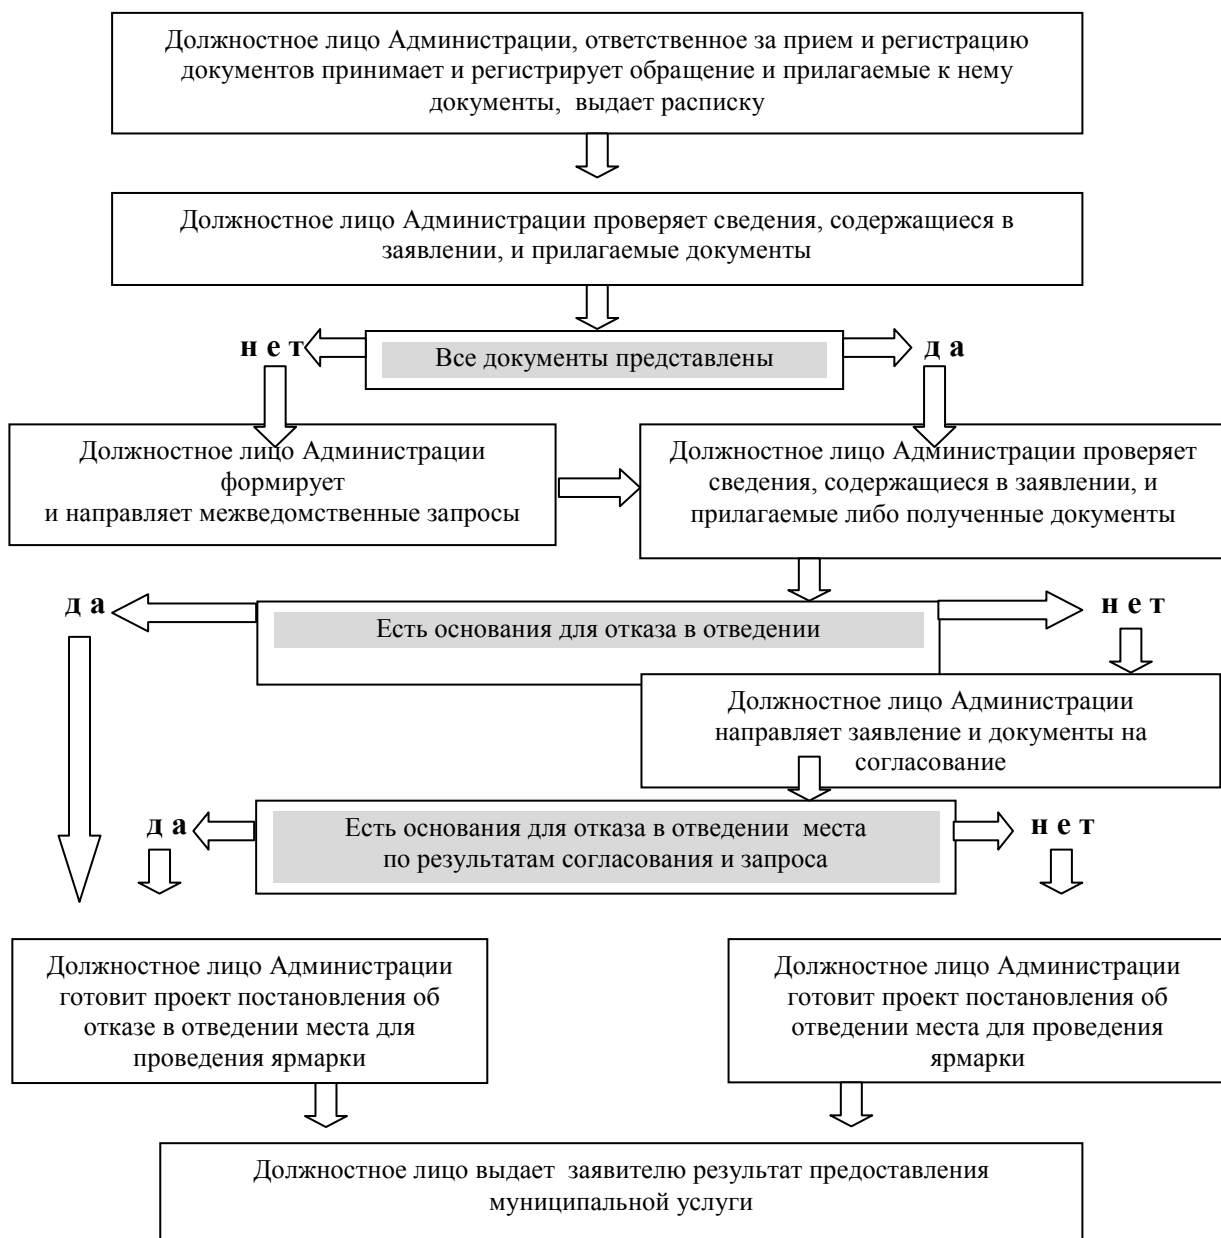 Должностное лицо Администрации, ответственное за прием и регистрацию
документов принимает и регистрирует обращение и прилагаемые к нему
документы, выдает расписку
Должностное лицо Администрации проверяет сведения, содержащиеся в
заявлении, и прилагаемые документы
н е т
Все документы представлены
д а
Должностное лицо Администрации
формирует
и направляет межведомственные запросы
Должностное лицо Администрации проверяет
сведения, содержащиеся в заявлении, и
прилагаемые либо полученные документы
д а
Есть основания для отказа в отведении
н е т
Должностное лицо Администрации
направляет заявление и документы на
согласование
д а
Есть основания для отказа в отведении места
по результатам согласования и запроса
н е т
Должностное лицо Администрации
готовит проект постановления об
отказе в отведении места для
проведения ярмарки
Должностное лицо Администрации
готовит проект постановления об
отведении места для проведения
ярмарки
Должностное лицо выдает заявителю результат предоставления
муниципальной услуги